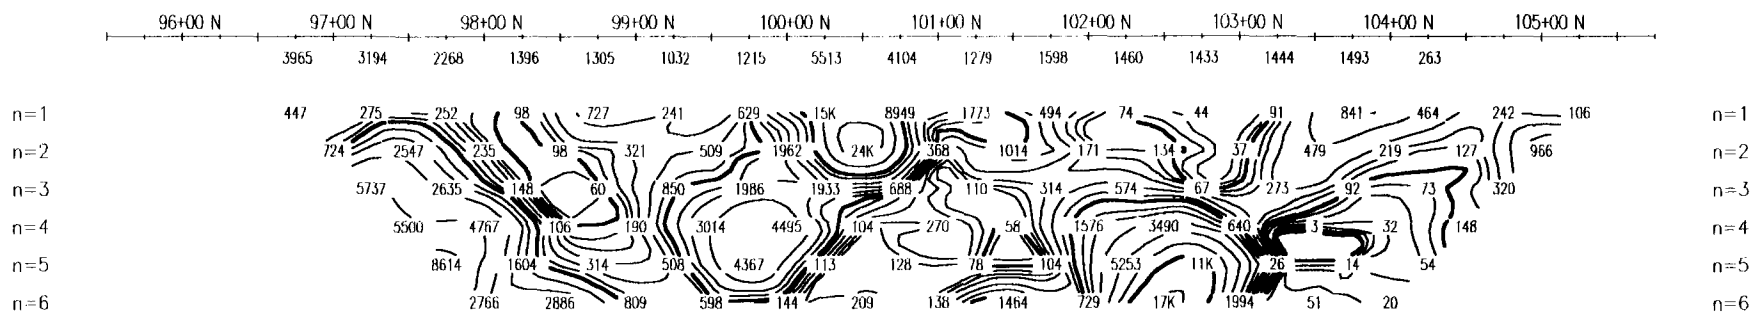 96+00 N 97+00 N 98+00 N 99+00 N 100+00 N 101+00 N 102+00 N 103+00 N 104+00 N 105+00 N
3965 3194 2268 1396 1305 1032 1215 5513 4104 1279 1598 1460 1433 1444 1493 263
n=1 447 275 252 98 727 241 629 15K 8949 1773 494 74 44 91 841 464 242 106 n=1
n=2 724 2547 235 98 321 509 1962 24K 368 1014 171 134 37 479 219 127 966 n=2
n=3 5737 2635 148 60 850 1986 1933 688 110 314 574 67 273 92 73 320 n=3
n=4 5500 4767 106 190 3014 4495 104 270 58 1576 3490 640 3 32 148 n=4
n=5 8614 1604 314 508 4367 113 128 78 104 5253 11K 26 14 54 n=5
n=6 2766 2886 809 598 144 209 138 1464 729 17K 1994 51 20 n=6